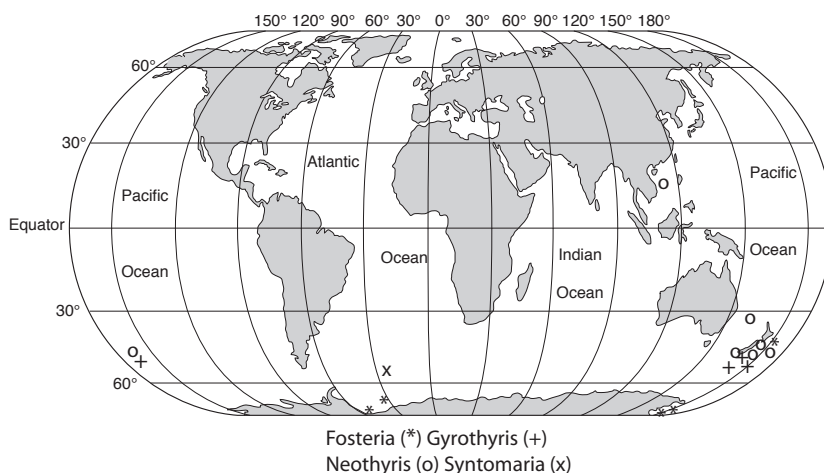 150° 120° 90° 60° 30° 0° 30° 60° 90° 120° 150° 180°
60°
30°
Atlantic
Pacific
Pacific
Equator
Ocean
Indian
Ocean
Ocean
Ocean
30°
60°
Fosteria (*) Gyrothyris (+)
Neothyris (o) Syntomaria (x)